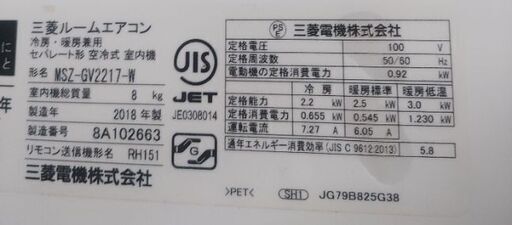 三菱ルームエアコン
冷房・暖房兼用
セパレート形 空冷式 室内機
形名 MSZ-GV2217-W
室内機総質量 8 kg
製造年 2018年
製造番号 8A102663
リモコン送信機形名 RH151
三菱電機株式会社
に
と
年
JIS
JET
JE0308014
G
PS
E
三菱電機株式会社
定格電圧 100 V
定格周波数 50/60 Hz
電動機の定格消費電力 0.92 kW
冷房 暖房標準 暖房低温
定格能力 2.2 kW 2.5 kW 3.0 kW
定格消費電力 0.655 kW 0.545 kW 1.230 kW
運転電流 7.27 A 6.05 A
通年エネルギー消費効率(JIS C 9612:2013) 5.8
>PET< SH1 JG79B825G38